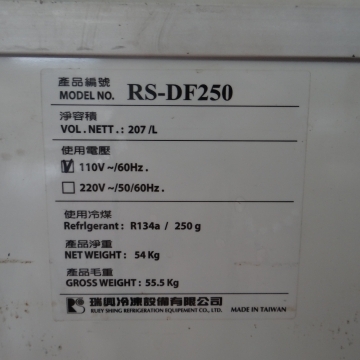 產品編號
MODEL NO. RS-DF250
淨容積
VOL. NETT.: 207 /L
使用電壓
☑ 110V~/60Hz.
☐ 220V~/50/60Hz.
使用冷媒
Refrlgerant: R134a / 250 g
產品淨重
NET WEIGHT: 54 Kg
產品毛重
GROSS WEIGHT: 55.5 Kg
RS 瑞興冷凍設備有限公司
RUEY SHING REFRIGERATION EQUIPEMENT CO., LTD. MADE IN TAIWAN